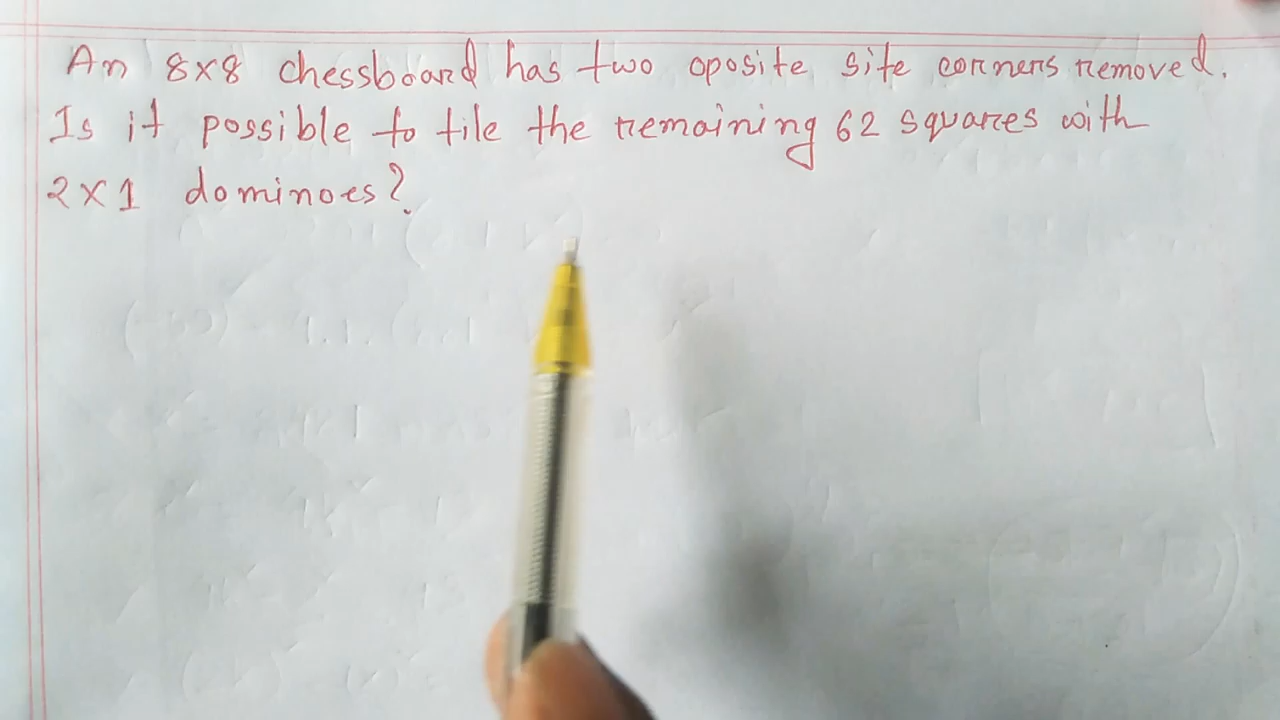 An 8x8 chessboard has two oposite site corners removed.
Is it possible to tile the remaining 62 squares with
2x1 dominoes?